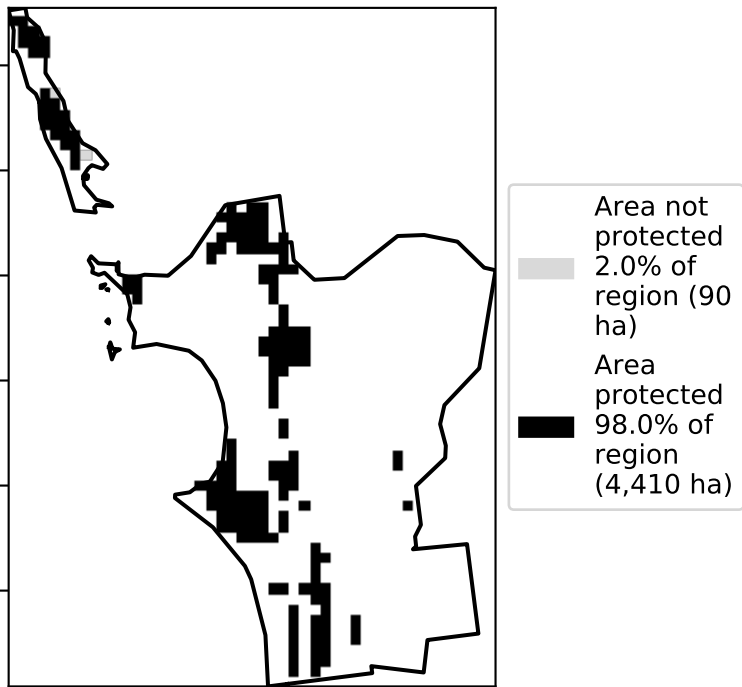 Area not
protected
2.0% of
region (90
ha)
Area
protected
98.0% of
region
(4,410 ha)